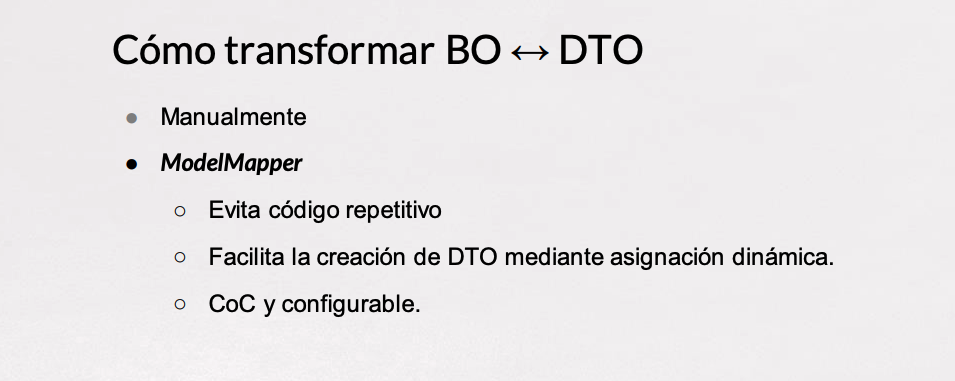 Cómo transformar BO ↔ DTO
● Manualmente
● ModelMapper
○ Evita código repetitivo
○ Facilita la creación de DTO mediante asignación dinámica.
○ CoC y configurable.